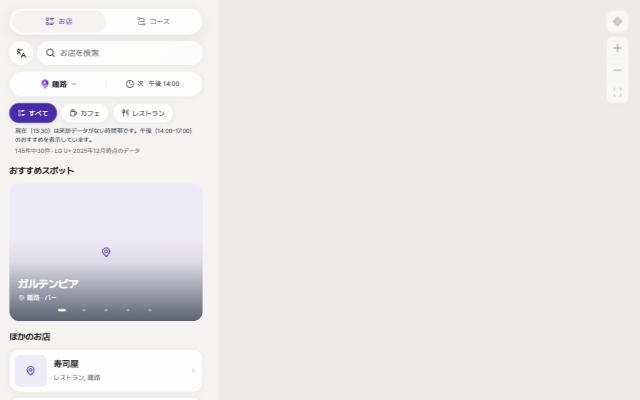 お店
コース
お店を検索
鍾路
次 · 午後 14:00
すべて
カフェ
レストラン
現在 (13:30) は来訪データがない時間帯です。午後 (14:00-17:00)
のおすすめを表示しています。
145件中30件 · LG U+ 2025年12月時点のデータ
おすすめスポット
ガルテンビア
鍾路 · バー
ほかのお店
寿司屋
レストラン, 鍾路